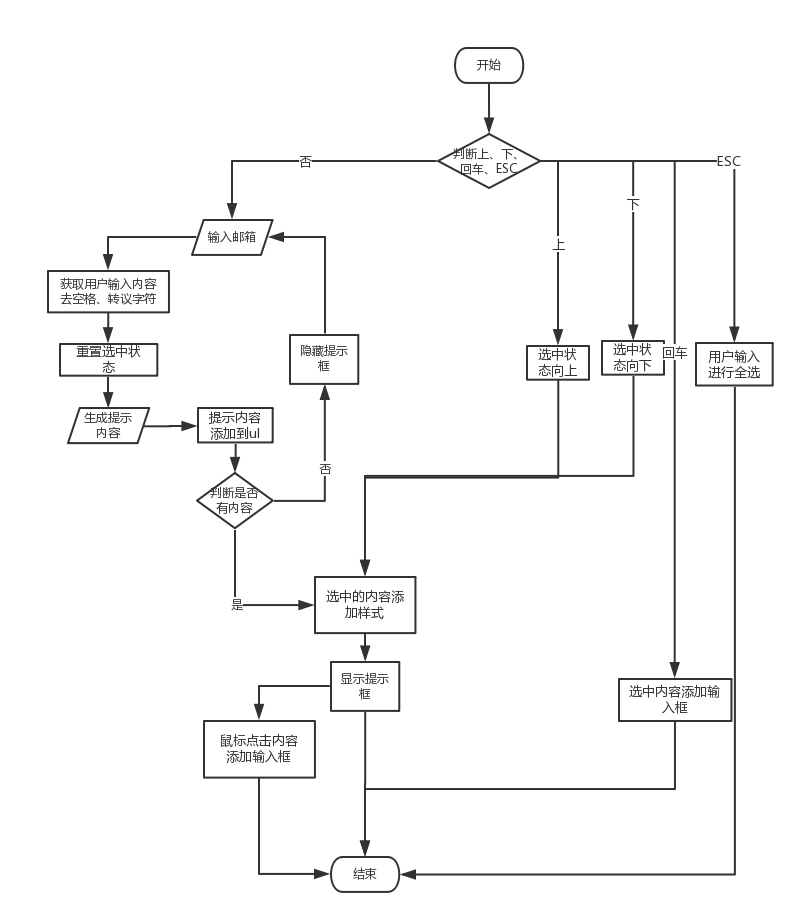 开始
判断上、下、
回车、ESC
否
ESC
下
上
输入邮箱
获取用户输入内容
去空格、转议字符
重置选中状
态
隐藏提示
框
选中状
态向上
选中状
态向下
回车
用户输入
进行全选
生成提示
内容
提示内容
添加到ul
否
判断是否
有内容
是
选中的内容添
加样式
显示提示
框
选中内容添加输
入框
鼠标点击内容
添加输入框
结束